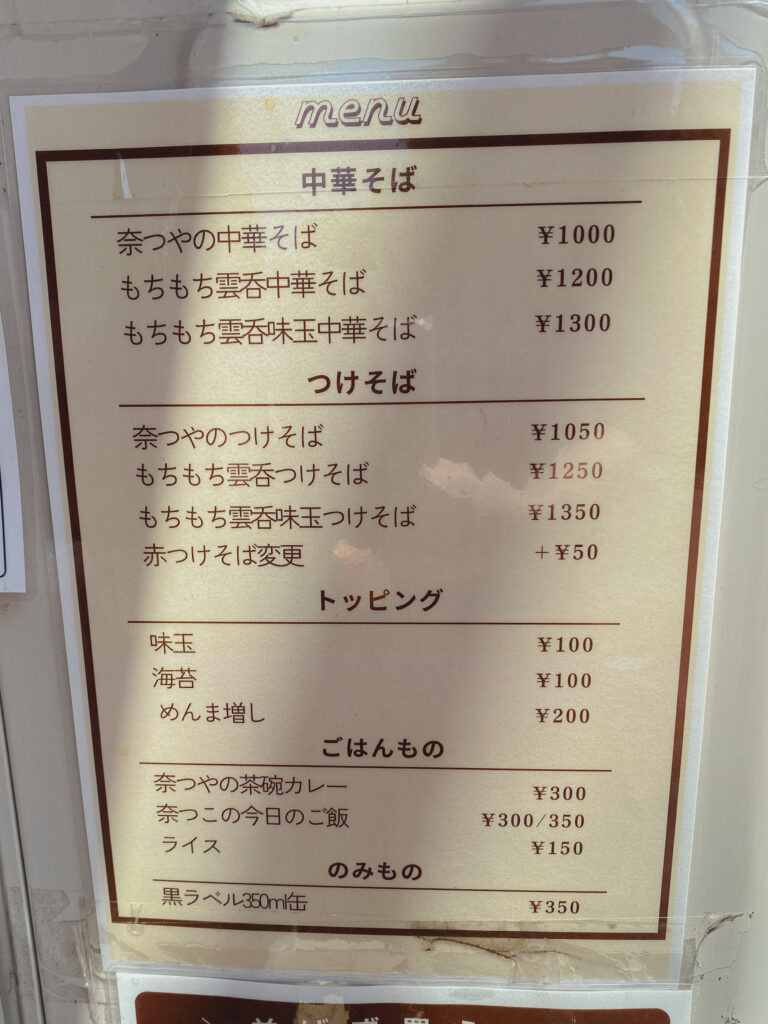 menu
中華そば
奈つやの中華そば ¥1000
もちもち雲呑中華そば ¥1200
もちもち雲呑味玉中華そば ¥1300
つけそば
奈つやのつけそば ¥1050
もちもち雲呑つけそば ¥1250
もちもち雲呑味玉つけそば ¥1350
赤つけそば変更 +¥50
トッピング
味玉 ¥100
海苔 ¥100
めんま増し ¥200
ごはんもの
奈つやの茶碗カレー ¥300
奈つこの今日のご飯 ¥300/350
ライス ¥150
のみもの
黒ラベル350ml缶 ¥350